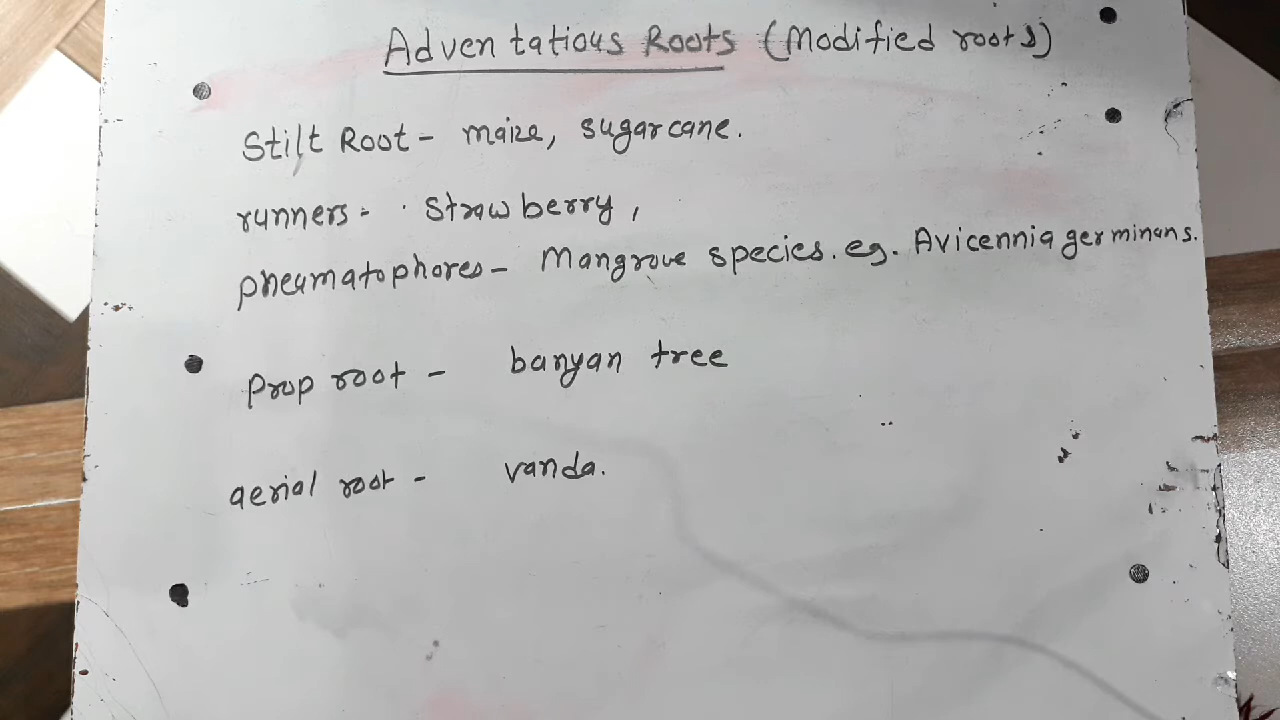 Adventatious Roots (Modified roots)
Stilt Root - maize, sugarcane.
runners - strawberry,
pneumatophores - Mangrove species. eg. Avicennia germinans.
Prop root - banyan tree
aerial root - vanda.